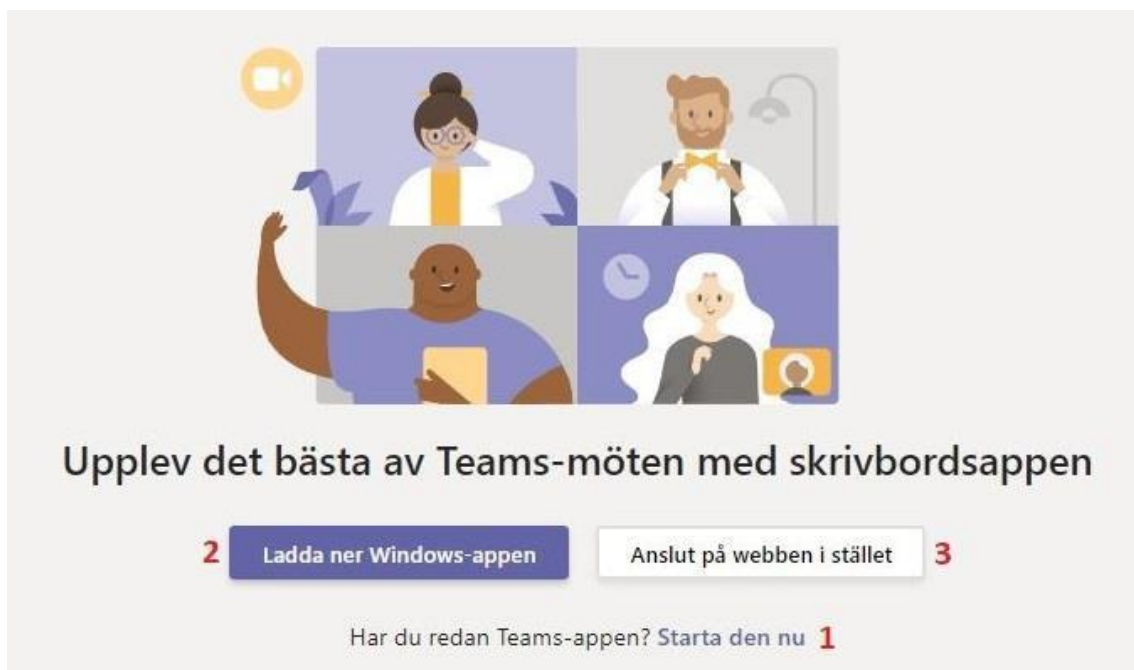 Upplev det bästa av Teams-möten med skrivbordsappen
2 Ladda ner Windows-appen Anslut på webben i stället 3
Har du redan Teams-appen? Starta den nu 1